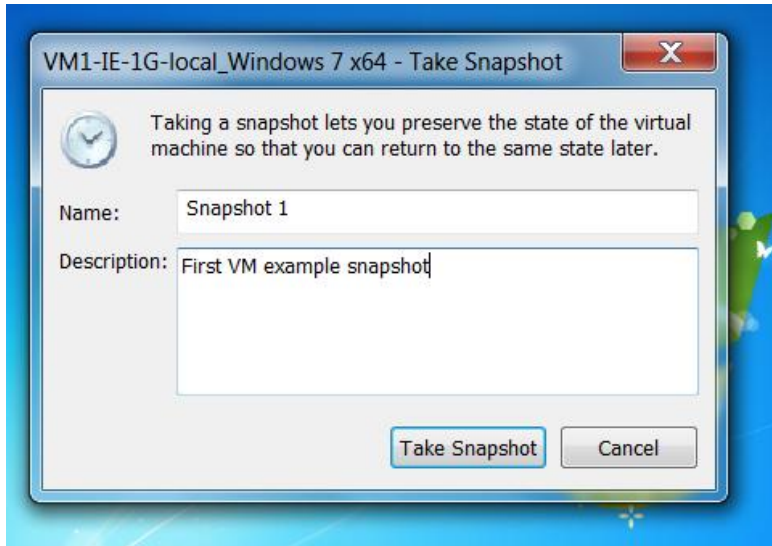 VM1-IE-1G-local_Windows 7 x64 - Take Snapshot
Taking a snapshot lets you preserve the state of the virtual
machine so that you can return to the same state later.
Name: Snapshot 1
Description: First VM example snapshot
Take Snapshot Cancel